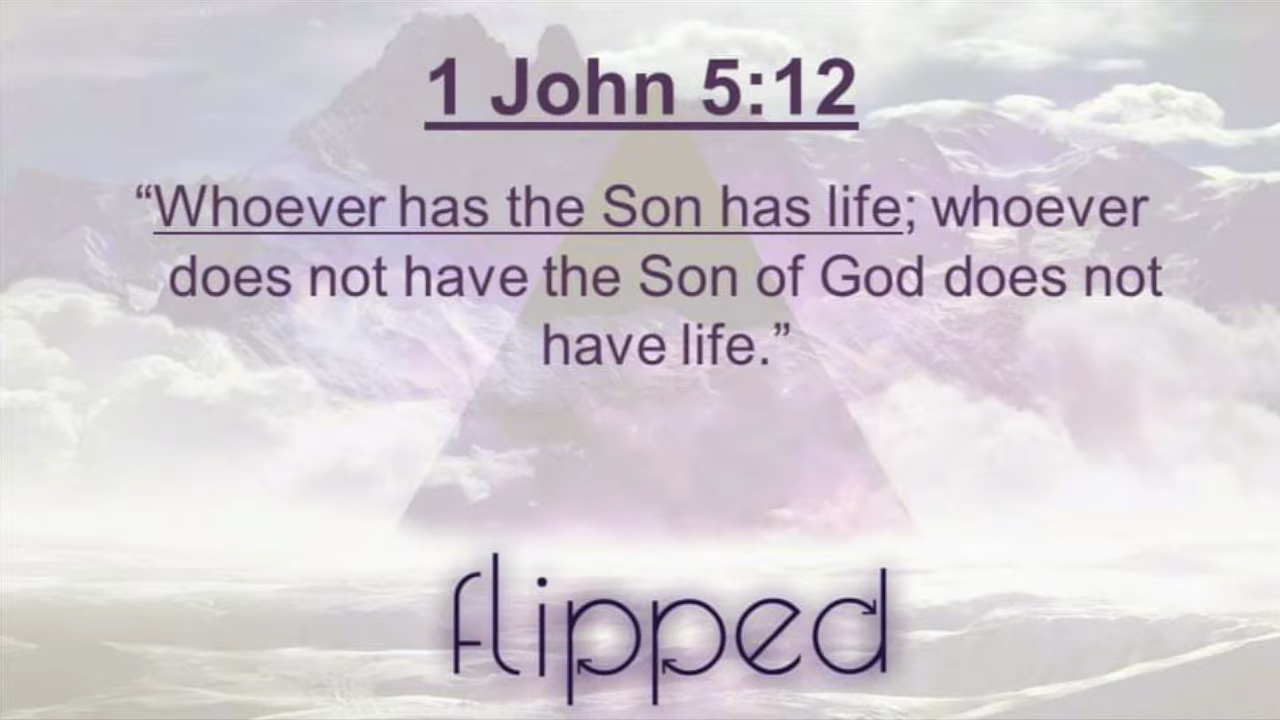 1 John 5:12
“Whoever has the Son has life; whoever
does not have the Son of God does not
have life.”
flipped